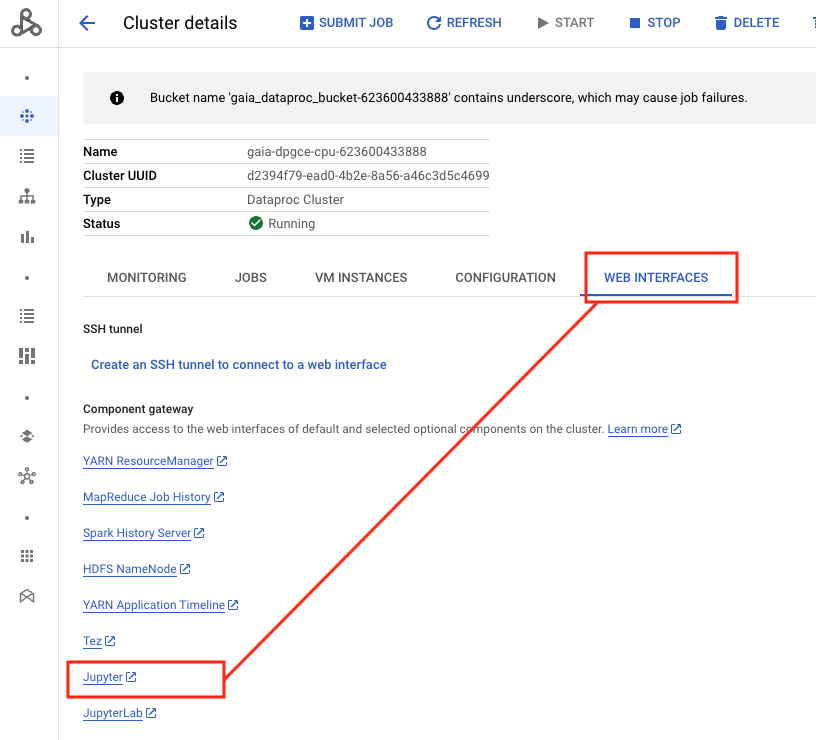 Cluster details SUBMIT JOB REFRESH START STOP DELETE
Bucket name 'gaia_dataproc_bucket-623600433888' contains underscore, which may cause job failures.
Name gaia-dpgce-cpu-623600433888
Cluster UUID d2394f79-ead0-4b2e-8a56-a46c3d5c4699
Type Dataproc Cluster
Status Running
MONITORING JOBS VM INSTANCES CONFIGURATION WEB INTERFACES
SSH tunnel
Create an SSH tunnel to connect to a web interface
Component gateway
Provides access to the web interfaces of default and selected optional components on the cluster. Learn more
YARN ResourceManager
MapReduce Job History
Spark History Server
HDFS NameNode
YARN Application Timeline
Tez
Jupyter
JupyterLab